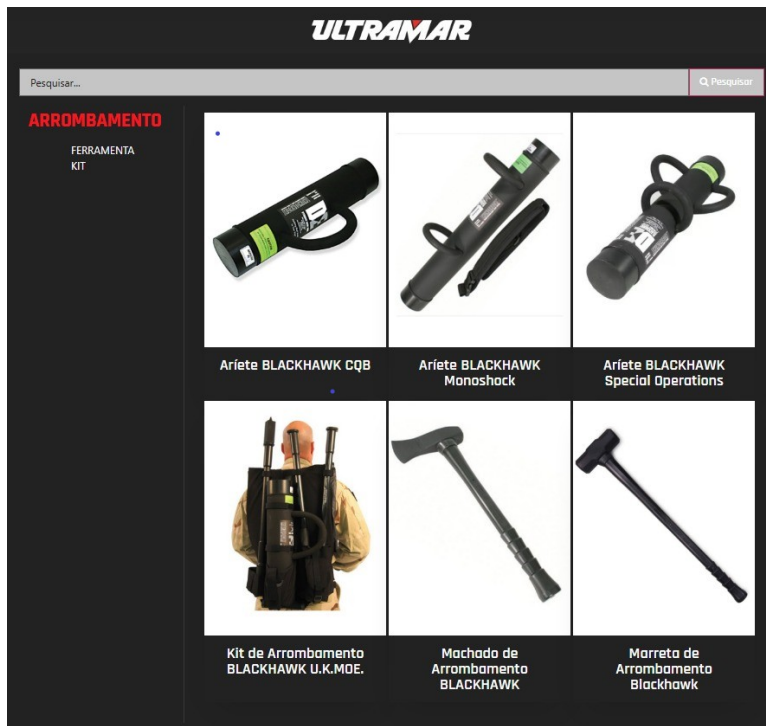 ULTRAMAR
Pesquisar...
Pesquisar
ARROMBAMENTO
FERRAMENTA
KIT
Aríete BLACKHAWK CQB
Aríete BLACKHAWK
Monoshock
Aríete BLACKHAWK
Special Operations
Kit de Arrombamento
BLACKHAWK U.K.MOE.
Machado de
Arrombamento
BLACKHAWK
Marreta de
Arrombamento
Blackhawk